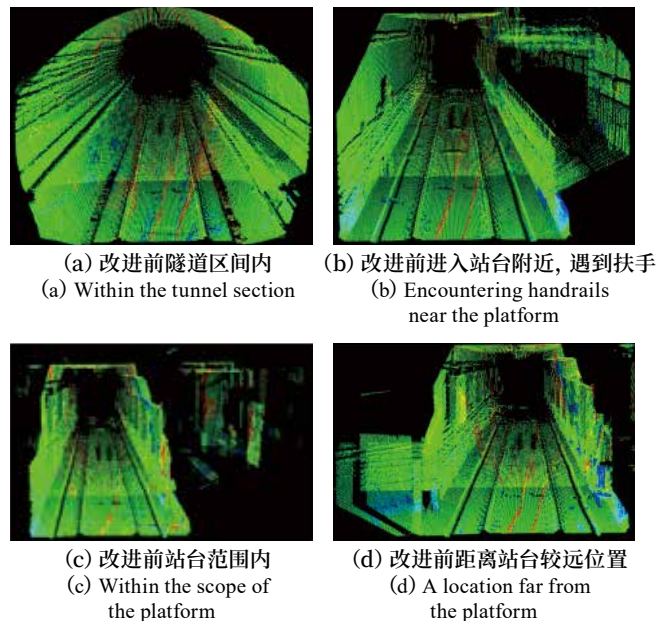 (a) 改进前隧道区间内
(a) Within the tunnel section
(b) 改进前进入站台附近, 遇到扶手
(b) Encountering handrails
near the platform
(c) 改进前站台范围内
(c) Within the scope of
the platform
(d) 改进前距离站台较远位置
(d) A location far from
the platform